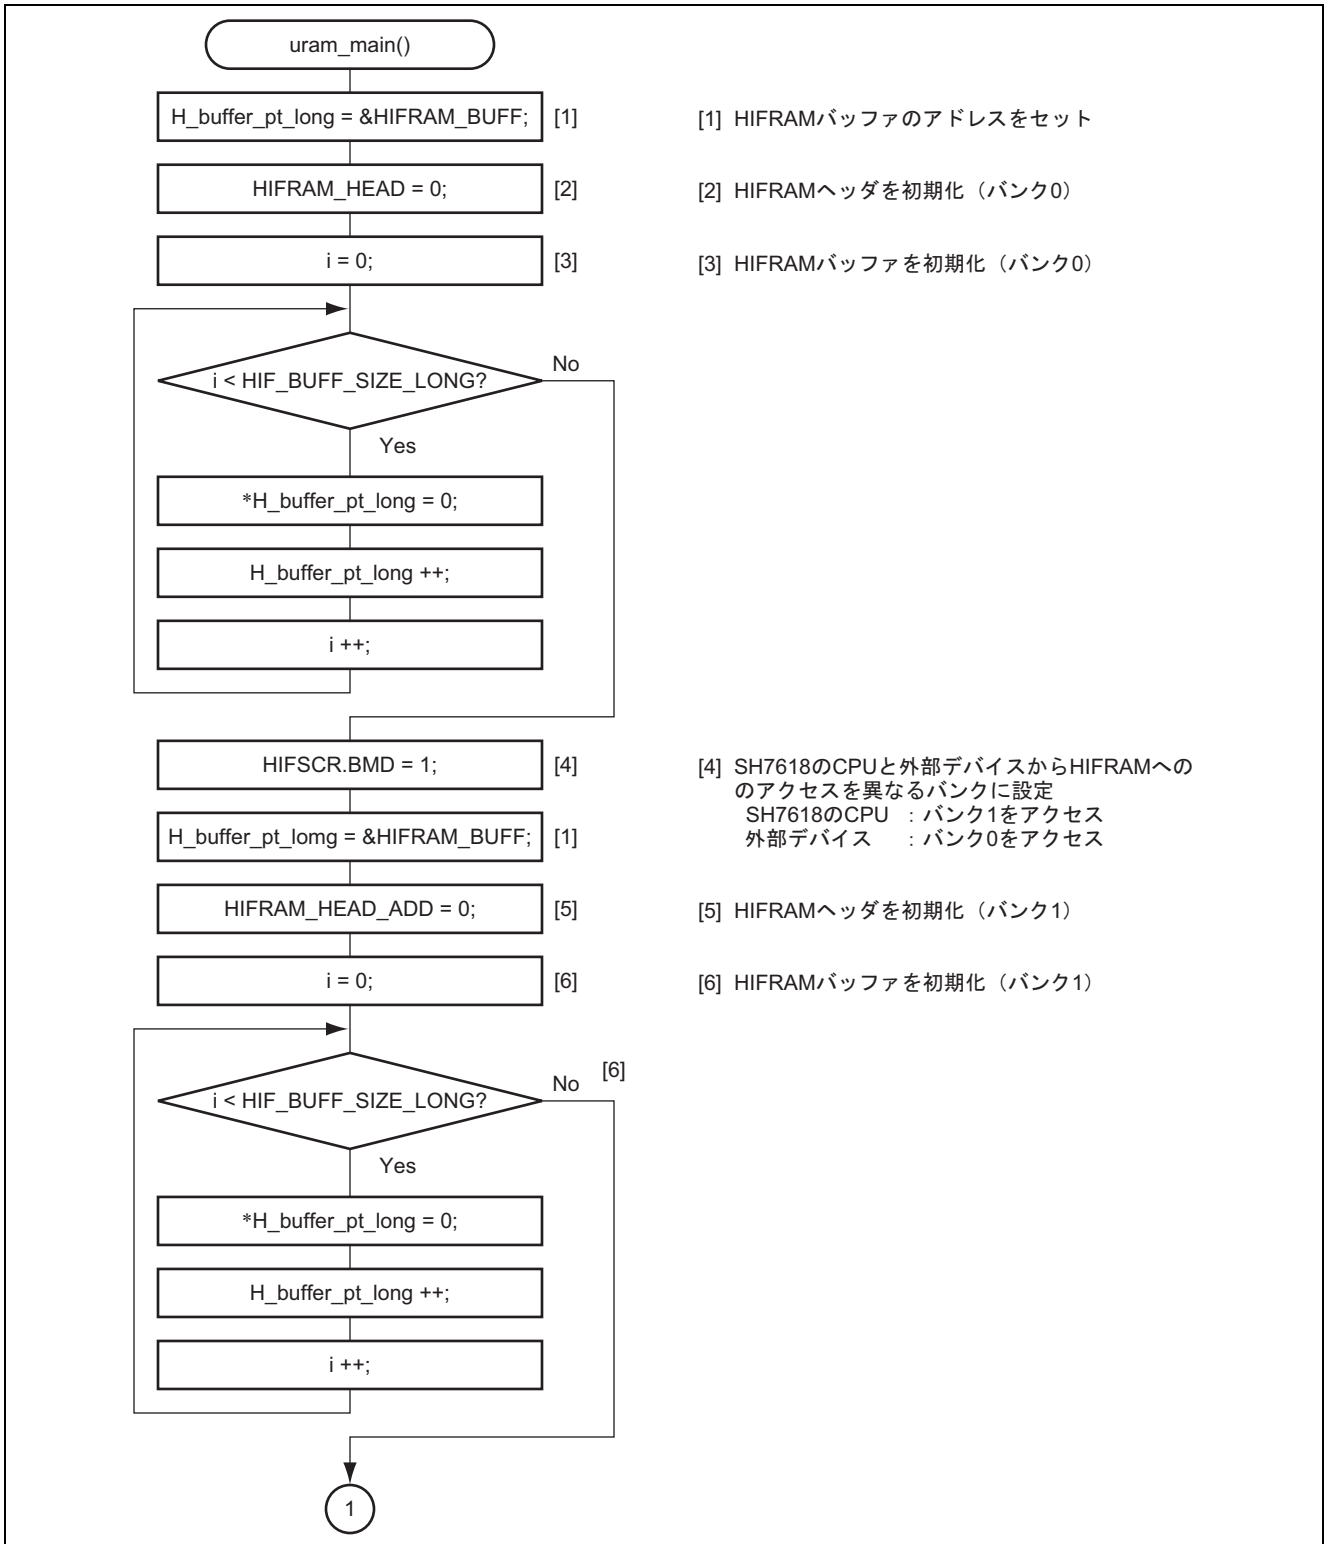 uram_main()
H_buffer_pt_long = &HIFRAM_BUFF; [1] [1] HIFRAMバッファのアドレスをセット
HIFRAM_HEAD = 0; [2] [2] HIFRAMヘッダを初期化（バンク0）
i = 0; [3] [3] HIFRAMバッファを初期化（バンク0）
i < HIF_BUFF_SIZE_LONG? No
Yes
*H_buffer_pt_long = 0;
H_buffer_pt_long ++;
i ++;
HIFSCR.BMD = 1; [4] [4] SH7618のCPUと外部デバイスからHIFRAMへの
のアクセスを異なるバンクに設定
SH7618のCPU ：バンク1をアクセス
H_buffer_pt_lomg = &HIFRAM_BUFF; [1] 外部デバイス ：バンク0をアクセス
HIFRAM_HEAD_ADD = 0; [5] [5] HIFRAMヘッダを初期化（バンク1）
i = 0; [6] [6] HIFRAMバッファを初期化（バンク1）
i < HIF_BUFF_SIZE_LONG? No [6]
Yes
*H_buffer_pt_long = 0;
H_buffer_pt_long ++;
i ++;
1